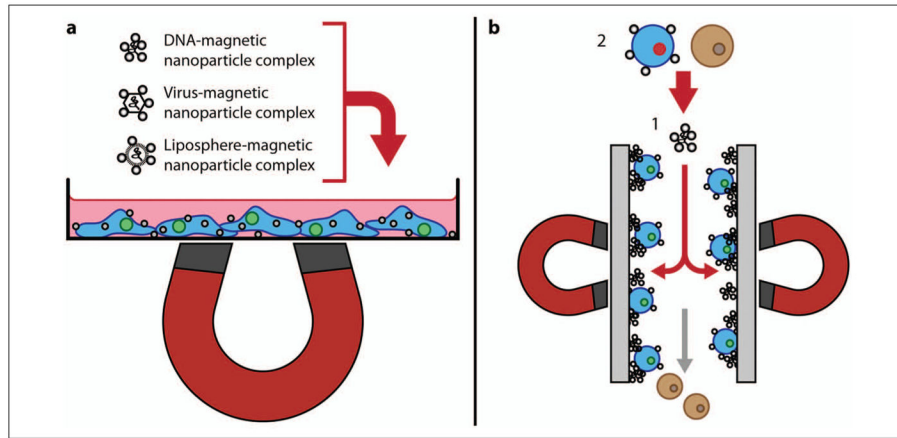 a
DNA-magnetic
nanoparticle complex
Virus-magnetic
nanoparticle complex
Liposphere-magnetic
nanoparticle complex
b
2
1